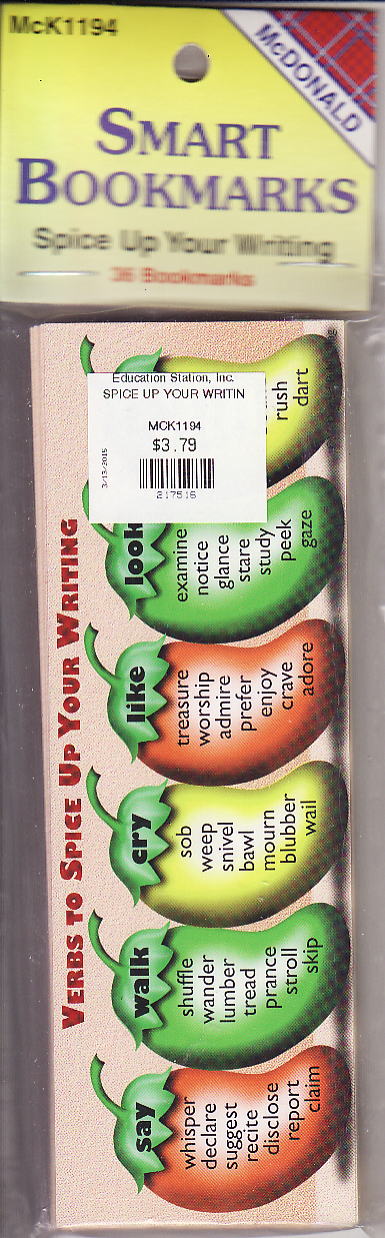 McK1194
McDONALD
SMART
BOOKMARKS
Spice Up Your Writing
36 Bookmarks
Education Station, Inc.
SPICE UP YOUR WRITIN
MCK1194
$3.79
3/13/2015
217516
VERBS TO SPICE UP YOUR WRITING
say
whisper
declare
suggest
recite
disclose
report
claim
walk
shuffle
wander
lumber
tread
prance
stroll
skip
cry
sob
weep
snivel
bawl
mourn
blubber
wail
like
treasure
worship
admire
prefer
enjoy
crave
adore
look
examine
notice
glance
stare
study
peek
gaze
rush
dart